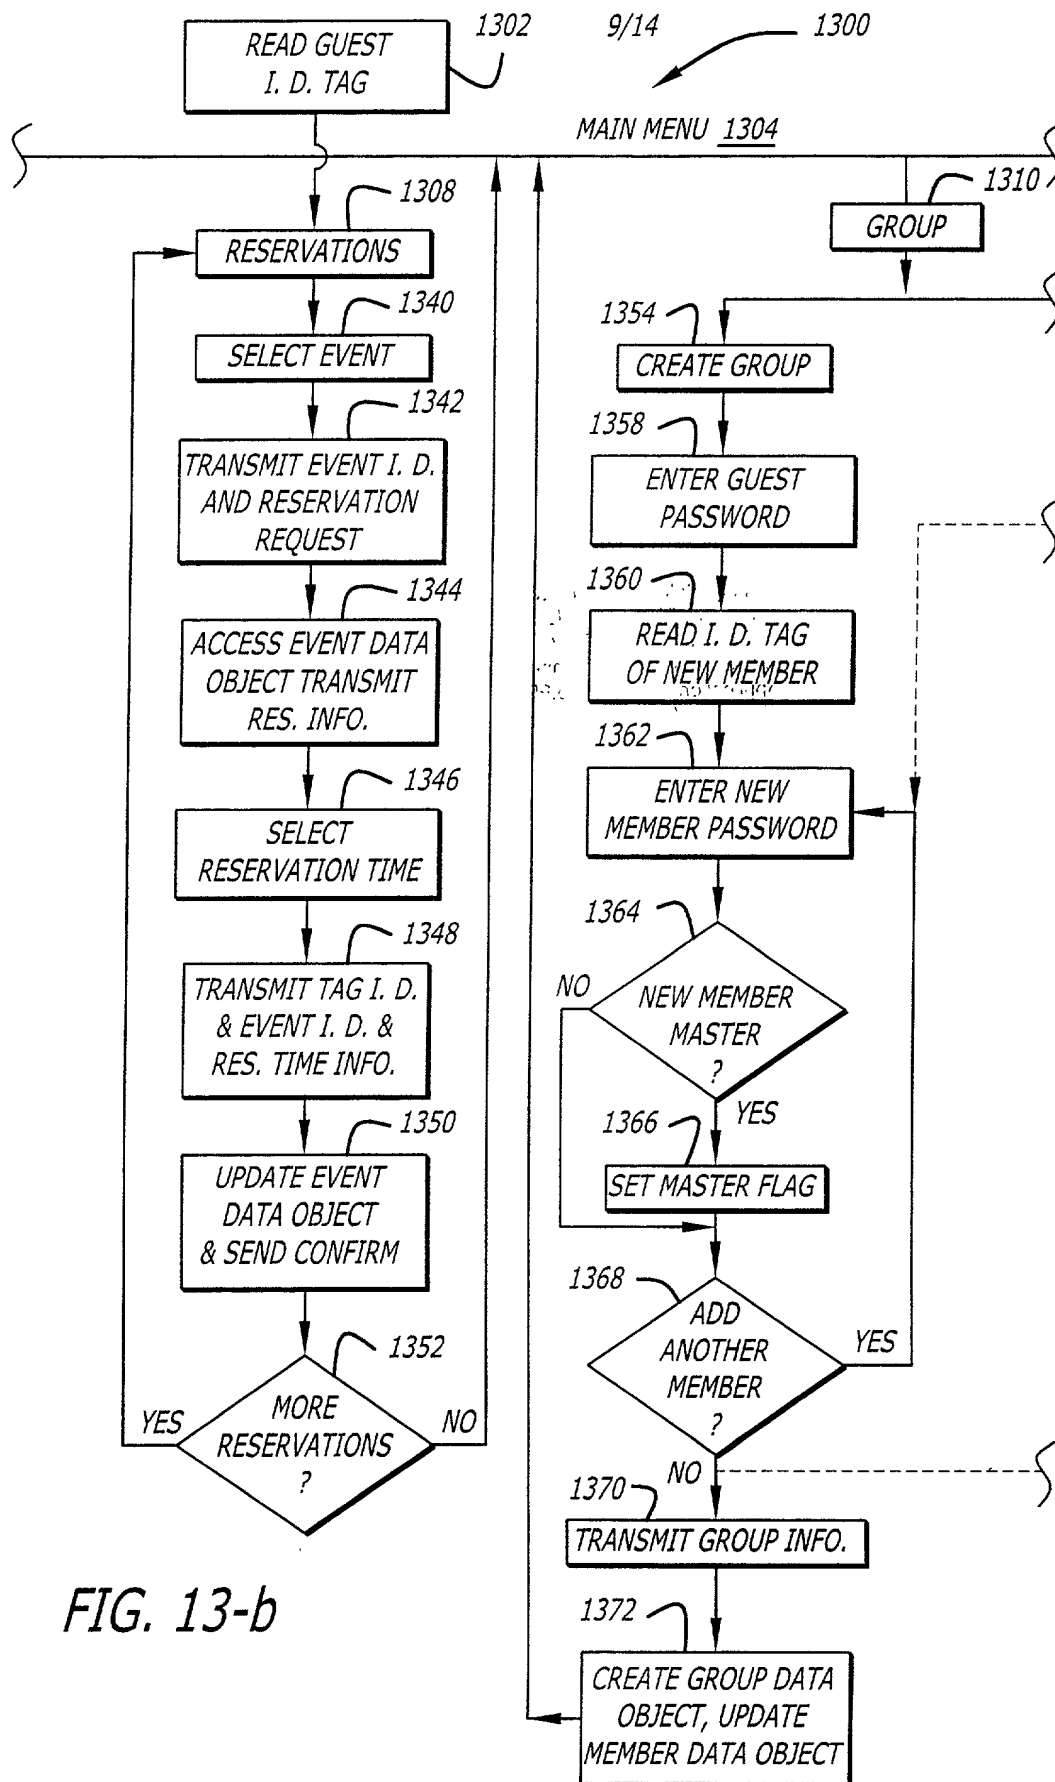 9/14
1300
READ GUEST
I. D. TAG
1302
MAIN MENU 1304
1308
RESERVATIONS
1340
SELECT EVENT
1342
TRANSMIT EVENT I. D.
AND RESERVATION
REQUEST
1344
ACCESS EVENT DATA
OBJECT TRANSMIT
RES. INFO.
1346
SELECT
RESERVATION TIME
1348
TRANSMIT TAG I. D.
& EVENT I. D. &
RES. TIME INFO.
1350
UPDATE EVENT
DATA OBJECT
& SEND CONFIRM
1352
MORE
RESERVATIONS
?
YES
NO
1310
GROUP
1354
CREATE GROUP
1358
ENTER GUEST
PASSWORD
1360
READ I. D. TAG
OF NEW MEMBER
1362
ENTER NEW
MEMBER PASSWORD
1364
NEW MEMBER
MASTER
?
NO
YES
1366
SET MASTER FLAG
1368
ADD
ANOTHER
MEMBER
?
YES
NO
1370
TRANSMIT GROUP INFO.
1372
CREATE GROUP DATA
OBJECT, UPDATE
MEMBER DATA OBJECT
FIG. 13-b